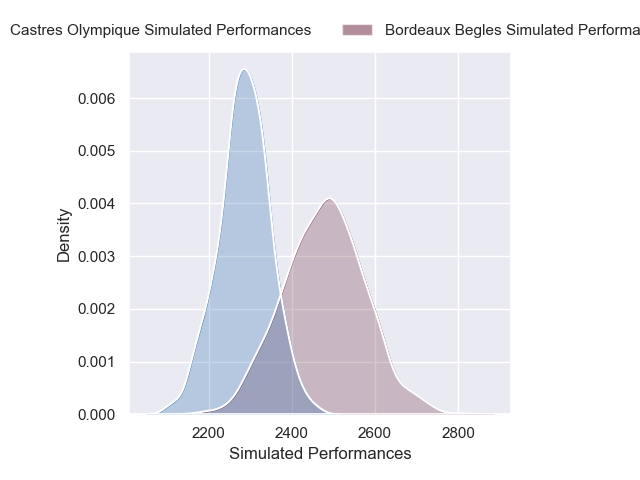 Castres Olympique Simulated Performances
Bordeaux Begles Simulated Performa
0.006
0.005
0.004
0.003
0.002
0.001
0.000
Density
2200
2400
2600
2800
Simulated Performances